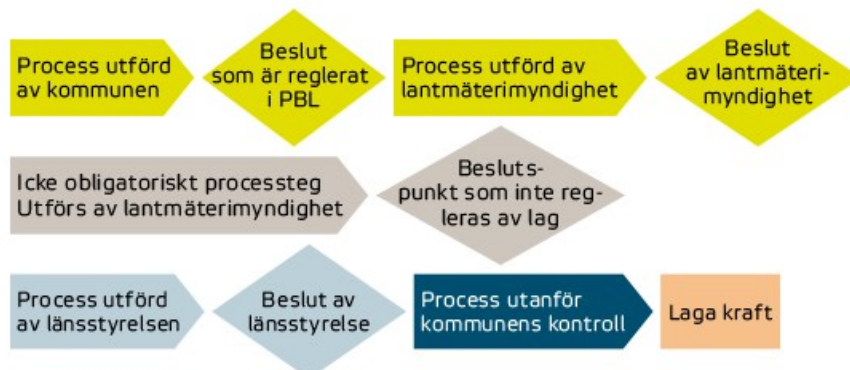 Process utförd
av kommunen
Beslut
som är reglerat
i PBL
Process utförd av
lantmäterimyndighet
Beslut
av lantmäteri-
myndighet
Icke obligatoriskt processteg
Utförs av lantmäterimyndighet
Besluts-
punkt som inte reg-
leras av lag
Process utförd
av länsstyrelsen
Beslut av
länsstyrelse
Process utanför
kommunens kontroll
Laga kraft